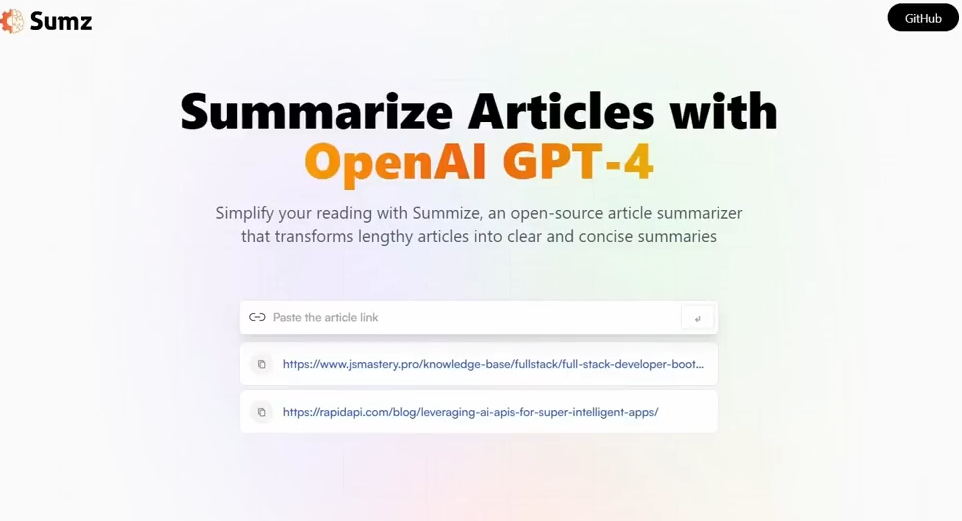 Sumz
GitHub
Summarize Articles with
OpenAI GPT-4
Simplify your reading with Summize, an open-source article summarizer
that transforms lengthy articles into clear and concise summaries
Paste the article link
https://www.jsmastery.pro/knowledge-base/fullstack/full-stack-developer-boot...
https://rapidapi.com/blog/leveraging-ai-apis-for-super-intelligent-apps/